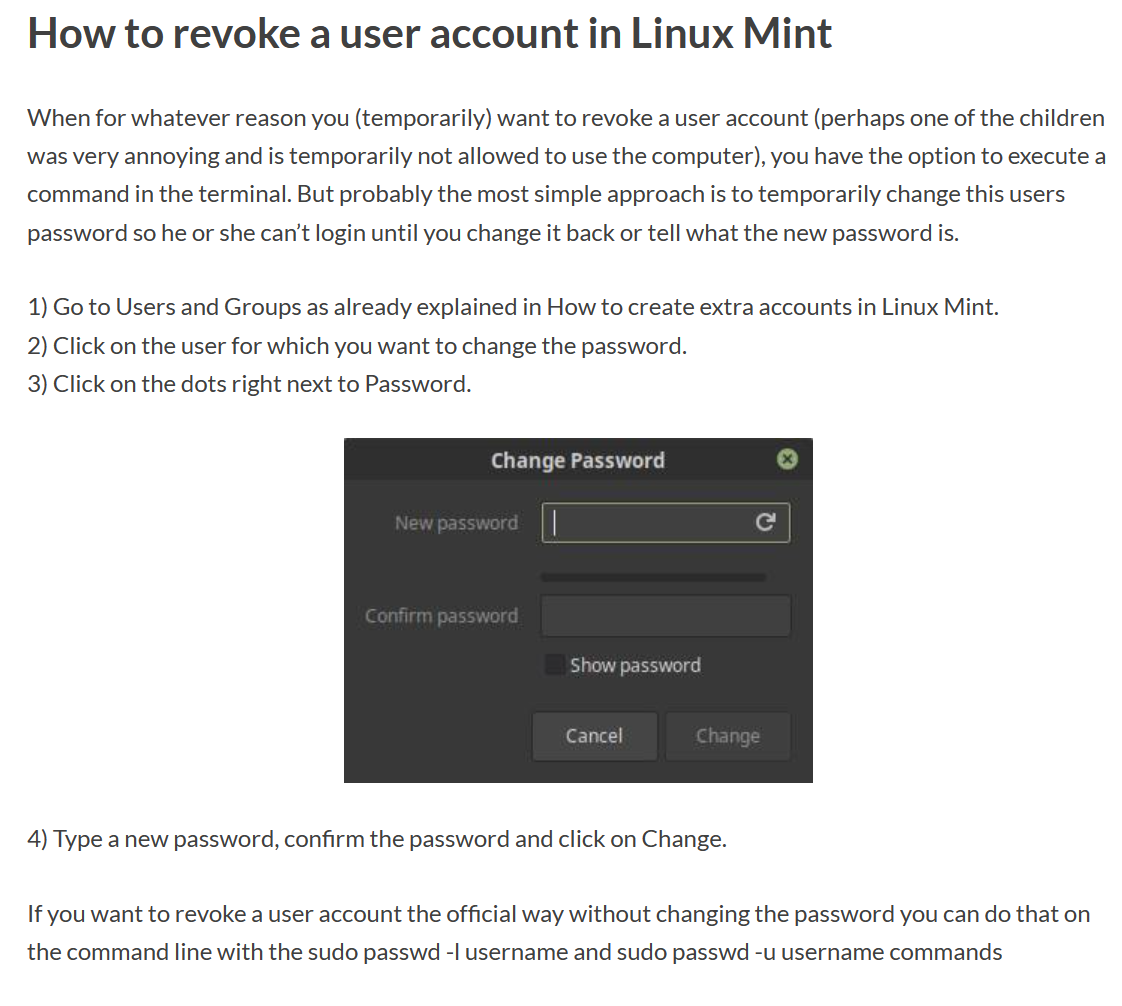 How to revoke a user account in Linux Mint
When for whatever reason you (temporarily) want to revoke a user account (perhaps one of the children
was very annoying and is temporarily not allowed to use the computer), you have the option to execute a
command in the terminal. But probably the most simple approach is to temporarily change this users
password so he or she can’t login until you change it back or tell what the new password is.
1) Go to Users and Groups as already explained in How to create extra accounts in Linux Mint.
2) Click on the user for which you want to change the password.
3) Click on the dots right next to Password.
Change Password
New password
Confirm password
Show password
Cancel Change
4) Type a new password, confirm the password and click on Change.
If you want to revoke a user account the official way without changing the password you can do that on
the command line with the sudo passwd -l username and sudo passwd -u username commands